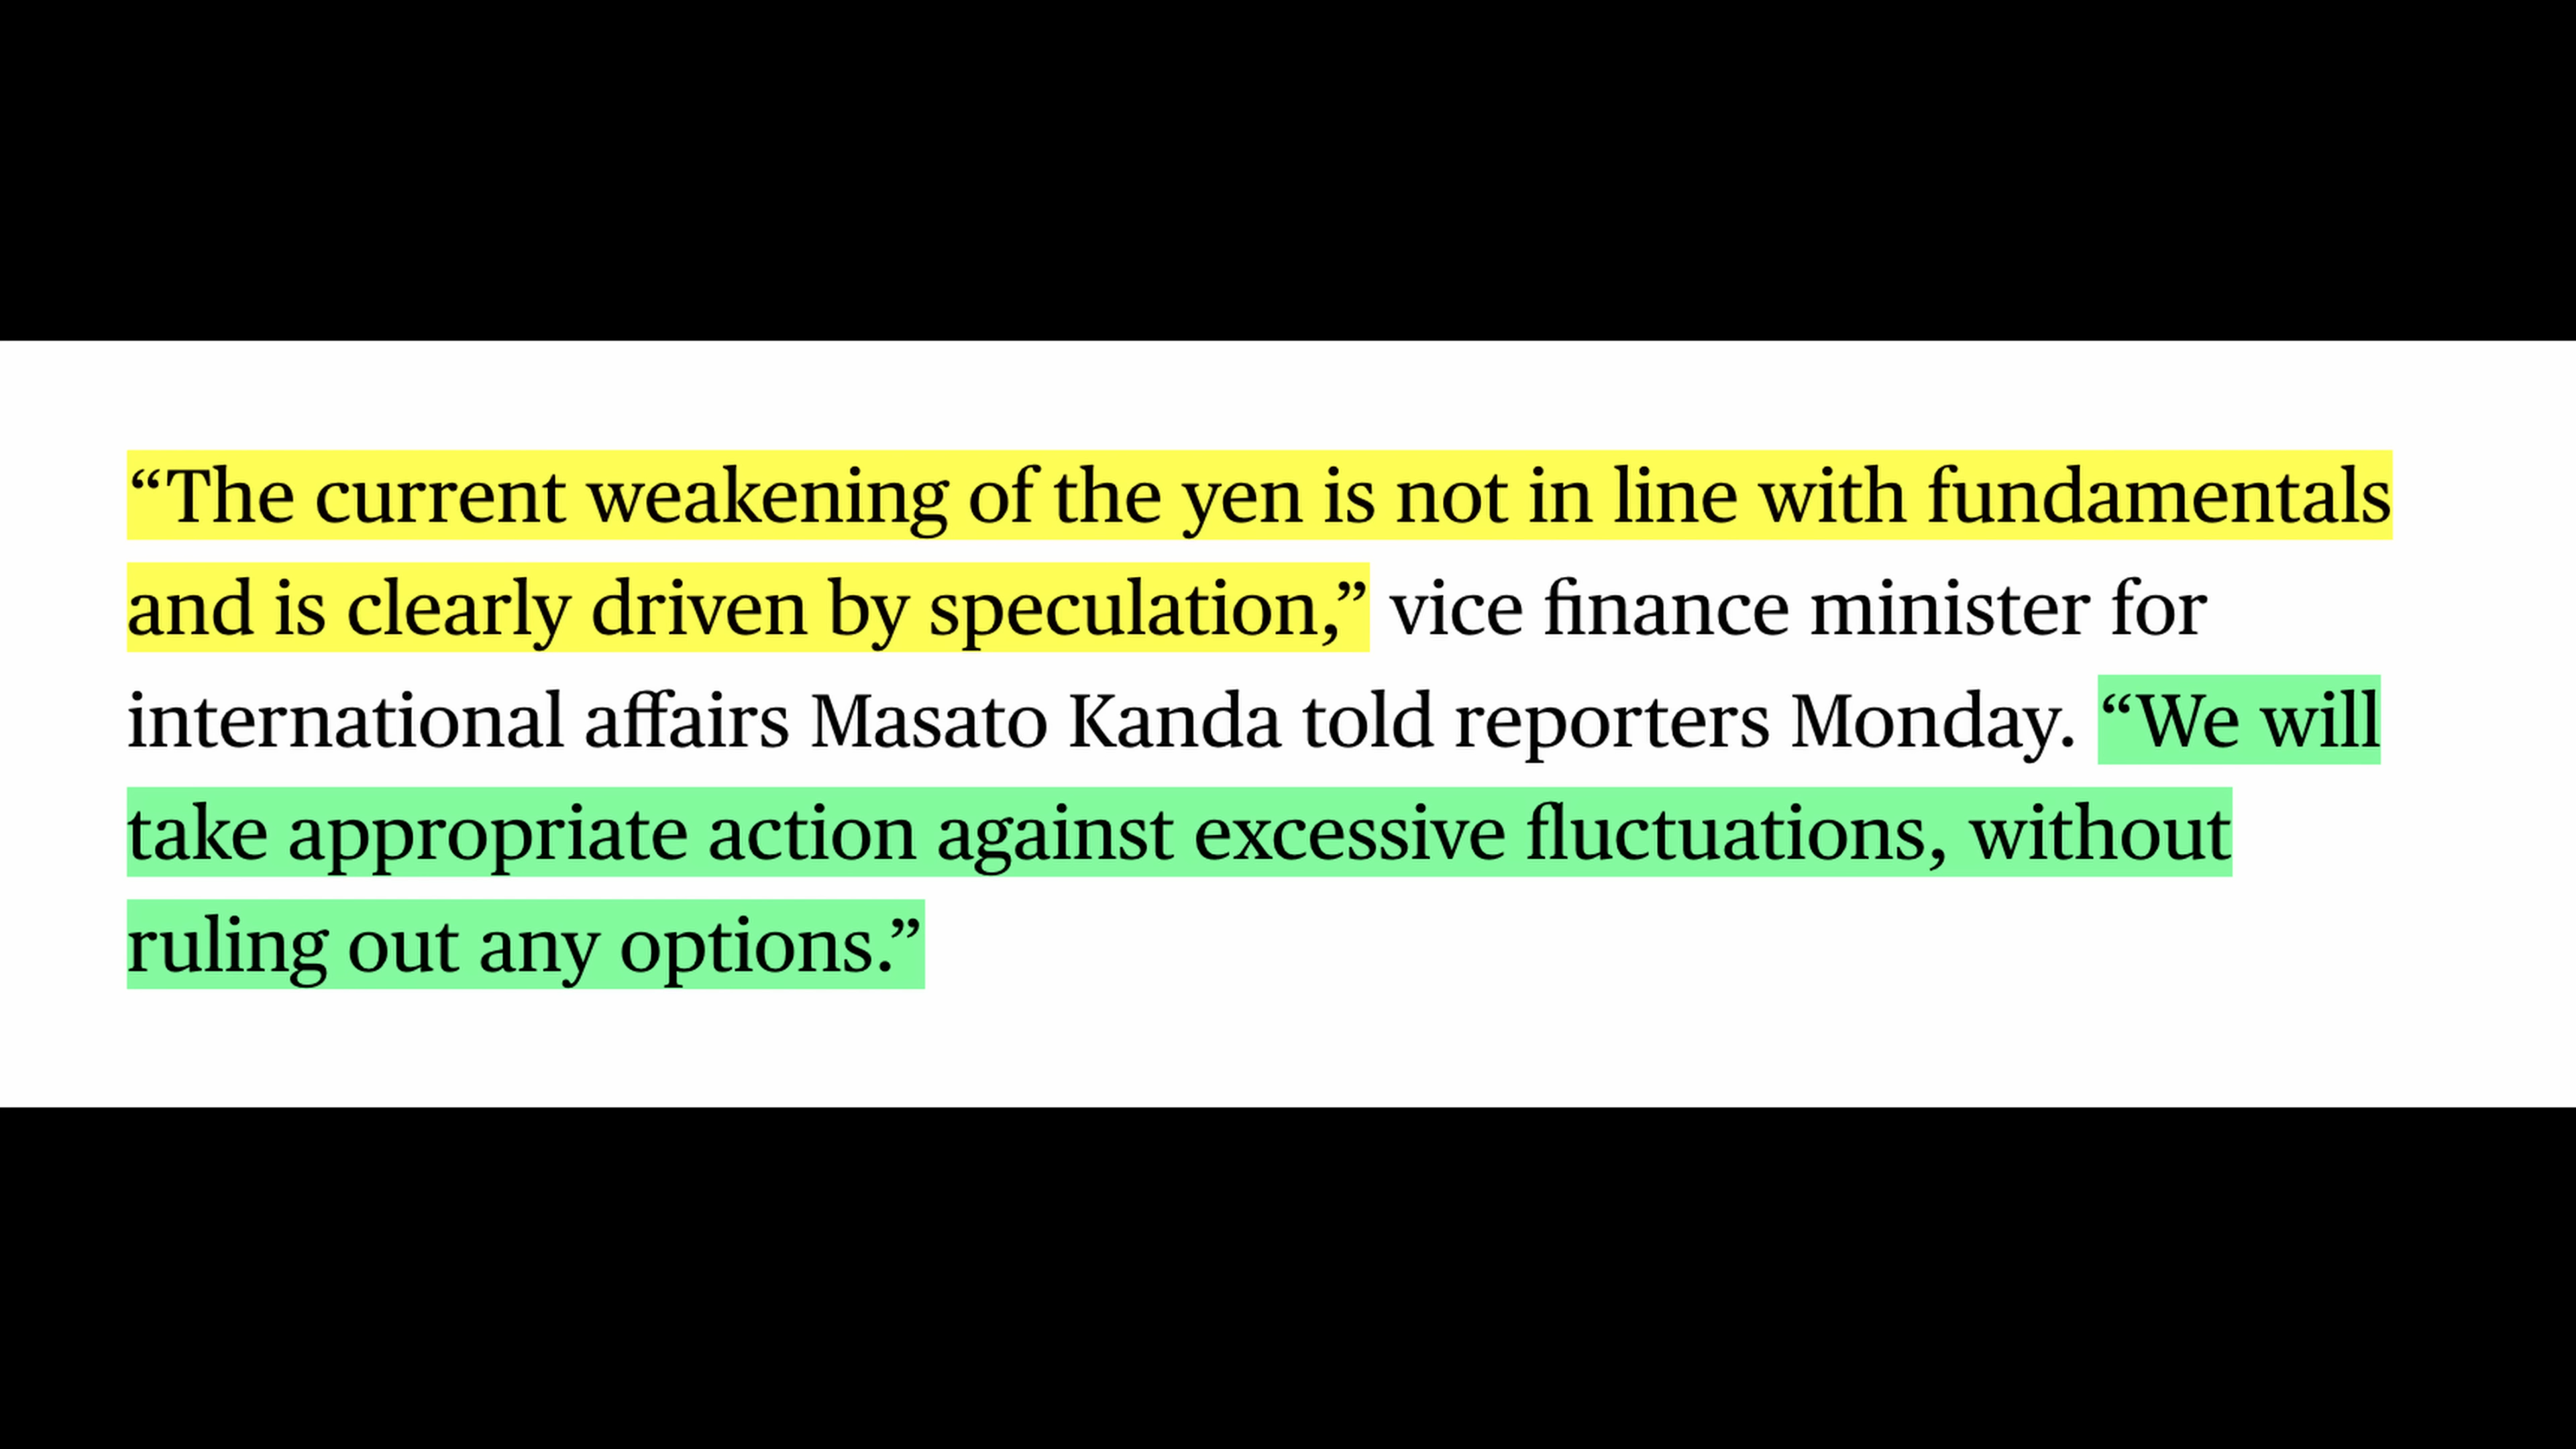 “The current weakening of the yen is not in line with fundamentals
and is clearly driven by speculation,” vice finance minister for
international affairs Masato Kanda told reporters Monday. “We will
take appropriate action against excessive fluctuations, without
ruling out any options.”